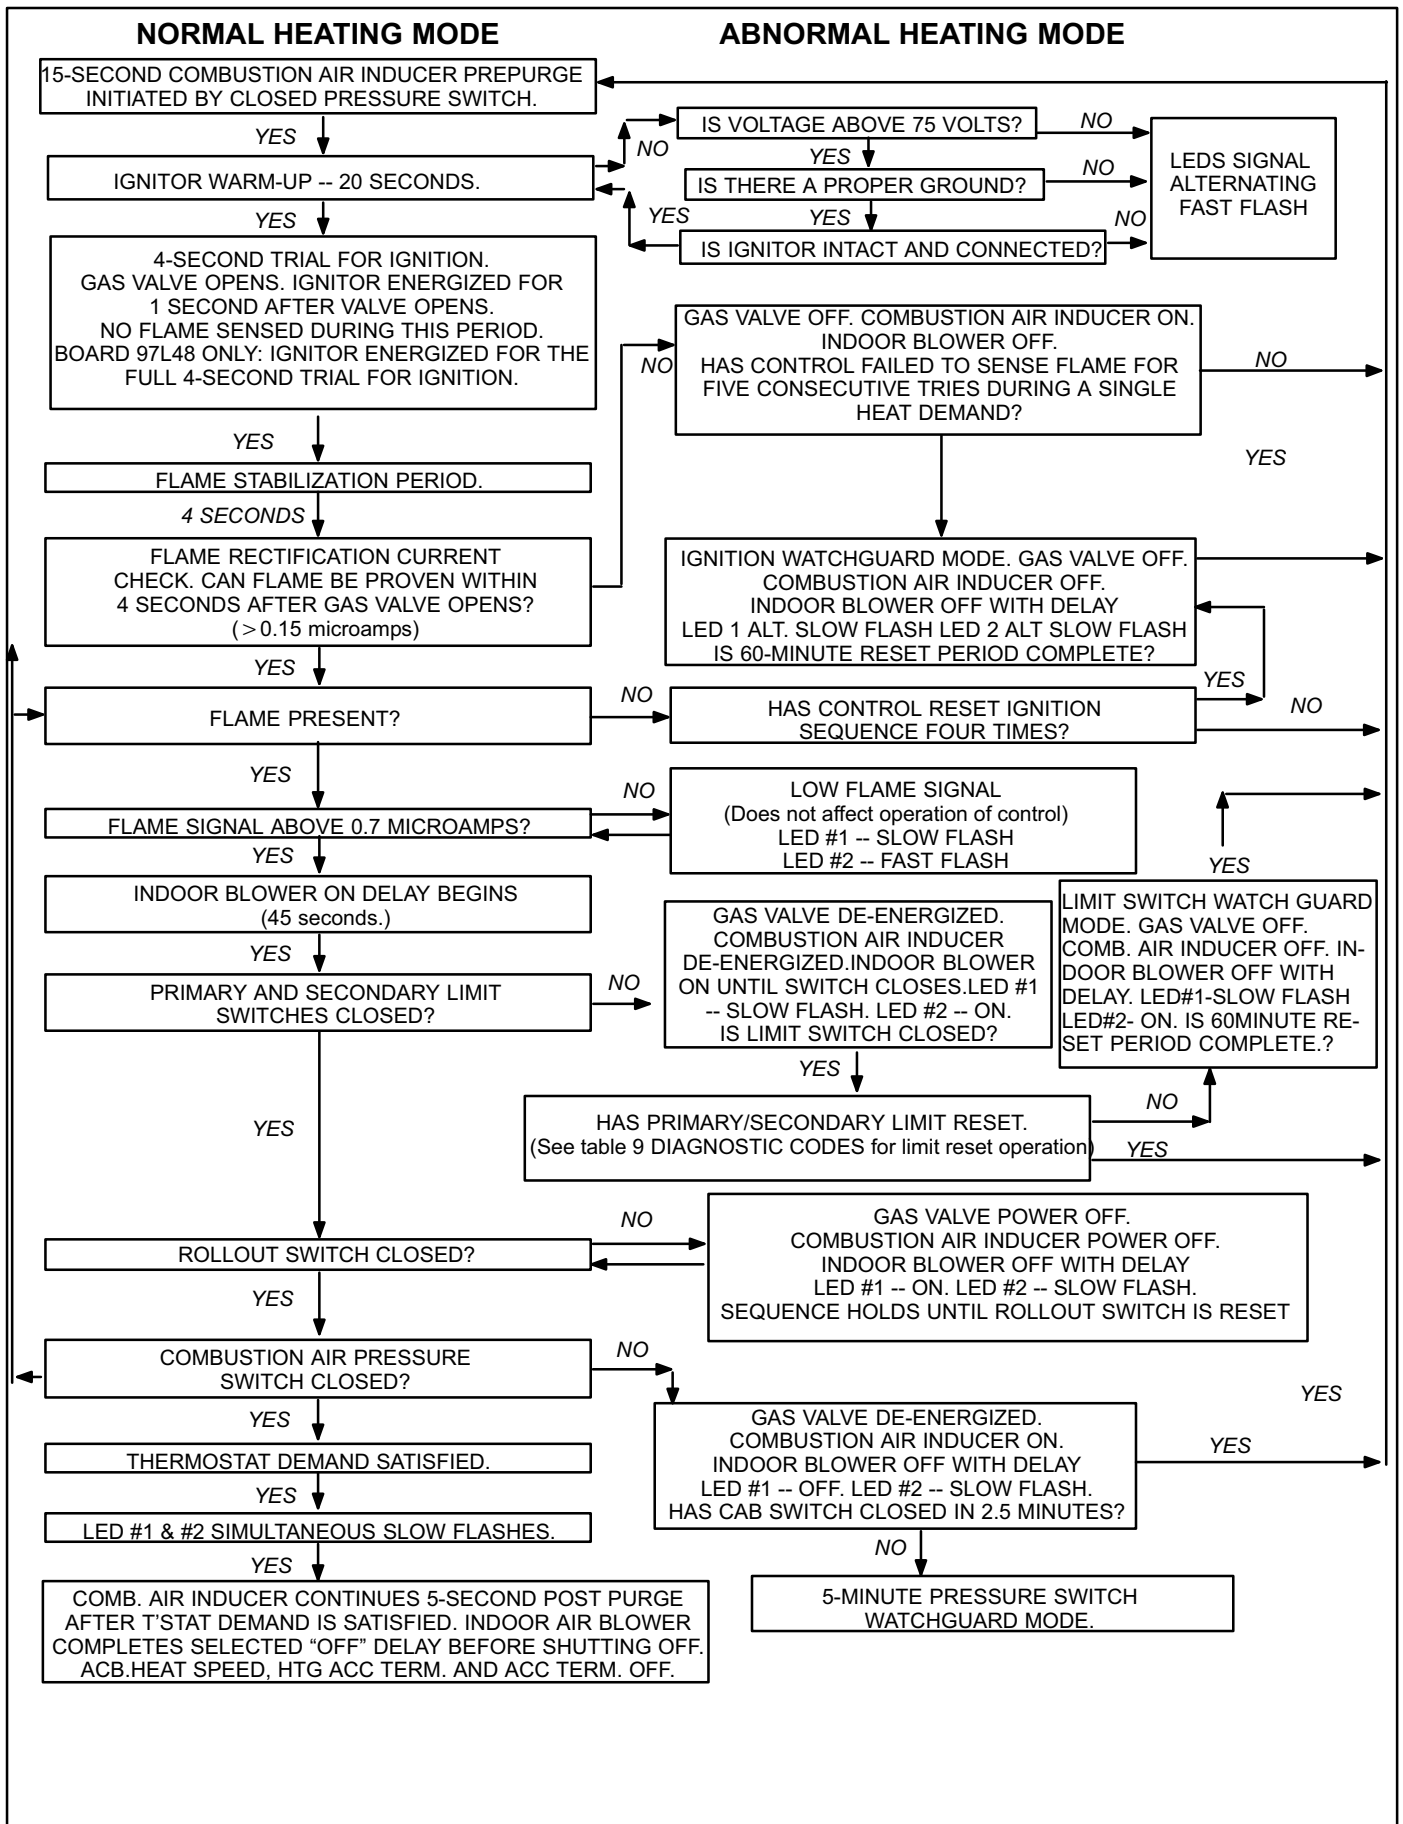 NORMAL HEATING MODE
ABNORMAL HEATING MODE
15-SECOND COMBUSTION AIR INDUCER PREPURGE
INITIATED BY CLOSED PRESSURE SWITCH.
YES
IGNITOR WARM-UP -- 20 SECONDS.
NO
IS VOLTAGE ABOVE 75 VOLTS?
NO
YES
IS THERE A PROPER GROUND?
NO
YES
YES
IS IGNITOR INTACT AND CONNECTED?
NO
LEDS SIGNAL
ALTERNATING
FAST FLASH
YES
4-SECOND TRIAL FOR IGNITION.
GAS VALVE OPENS. IGNITOR ENERGIZED FOR
1 SECOND AFTER VALVE OPENS.
NO FLAME SENSED DURING THIS PERIOD.
BOARD 97L48 ONLY: IGNITOR ENERGIZED FOR THE
FULL 4-SECOND TRIAL FOR IGNITION.
NO
GAS VALVE OFF. COMBUSTION AIR INDUCER ON.
INDOOR BLOWER OFF.
HAS CONTROL FAILED TO SENSE FLAME FOR
FIVE CONSECUTIVE TRIES DURING A SINGLE
HEAT DEMAND?
NO
YES
YES
FLAME STABILIZATION PERIOD.
4 SECONDS
FLAME RECTIFICATION CURRENT
CHECK. CAN FLAME BE PROVEN WITHIN
4 SECONDS AFTER GAS VALVE OPENS?
(>0.15 microamps)
IGNITION WATCHGUARD MODE. GAS VALVE OFF.
COMBUSTION AIR INDUCER OFF.
INDOOR BLOWER OFF WITH DELAY
LED 1 ALT. SLOW FLASH LED 2 ALT SLOW FLASH
IS 60-MINUTE RESET PERIOD COMPLETE?
YES
FLAME PRESENT?
NO
HAS CONTROL RESET IGNITION
SEQUENCE FOUR TIMES?
YES
NO
YES
FLAME SIGNAL ABOVE 0.7 MICROAMPS?
NO
LOW FLAME SIGNAL
(Does not affect operation of control)
LED #1 -- SLOW FLASH
LED #2 -- FAST FLASH
YES
YES
INDOOR BLOWER ON DELAY BEGINS
(45 seconds.)
YES
PRIMARY AND SECONDARY LIMIT
SWITCHES CLOSED?
NO
GAS VALVE DE-ENERGIZED.
COMBUSTION AIR INDUCER
DE-ENERGIZED.INDOOR BLOWER
ON UNTIL SWITCH CLOSES.LED #1
-- SLOW FLASH. LED #2 -- ON.
IS LIMIT SWITCH CLOSED?
LIMIT SWITCH WATCH GUARD
MODE. GAS VALVE OFF.
COMB. AIR INDUCER OFF. IN-
DOOR BLOWER OFF WITH
DELAY. LED#1-SLOW FLASH
LED#2- ON. IS 60MINUTE RE-
SET PERIOD COMPLETE.?
YES
NO
HAS PRIMARY/SECONDARY LIMIT RESET.
(See table 9 DIAGNOSTIC CODES for limit reset operation)
YES
YES
ROLLOUT SWITCH CLOSED?
NO
GAS VALVE POWER OFF.
COMBUSTION AIR INDUCER POWER OFF.
INDOOR BLOWER OFF WITH DELAY
LED #1 -- ON. LED #2 -- SLOW FLASH.
SEQUENCE HOLDS UNTIL ROLLOUT SWITCH IS RESET
YES
COMBUSTION AIR PRESSURE
SWITCH CLOSED?
NO
YES
GAS VALVE DE-ENERGIZED.
COMBUSTION AIR INDUCER ON.
INDOOR BLOWER OFF WITH DELAY
LED #1 -- OFF. LED #2 -- SLOW FLASH.
HAS CAB SWITCH CLOSED IN 2.5 MINUTES?
YES
YES
THERMOSTAT DEMAND SATISFIED.
YES
LED #1 & #2 SIMULTANEOUS SLOW FLASHES.
NO
5-MINUTE PRESSURE SWITCH
WATCHGUARD MODE.
YES
COMB. AIR INDUCER CONTINUES 5-SECOND POST PURGE
AFTER T'STAT DEMAND IS SATISFIED. INDOOR AIR BLOWER
COMPLETES SELECTED “OFF” DELAY BEFORE SHUTTING OFF.
ACB.HEAT SPEED, HTG ACC TERM. AND ACC TERM. OFF.